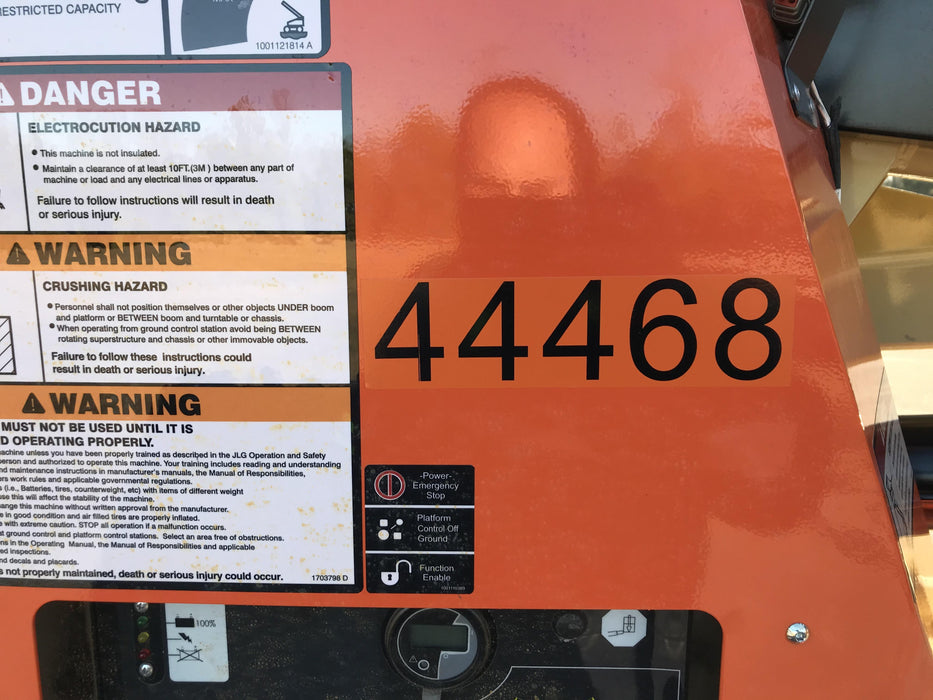 RESTRICTED CAPACITY
1001121814 A
DANGER
ELECTROCUTION HAZARD
• This machine is not insulated.
• Maintain a clearance of at least 10FT.(3M ) between any part of
machine or load and any electrical lines or apparatus.
Failure to follow instructions will result in death
or serious injury.
WARNING
CRUSHING HAZARD
• Personnel shall not position themselves or other objects UNDER boom
and platform or BETWEEN boom and turntable or chassis.
• When operating from ground control station avoid being BETWEEN
rotating superstructure and chassis or other immovable objects.
Failure to follow these instructions could
result in death or serious injury.
WARNING
MUST NOT BE USED UNTIL IT IS
D OPERATING PROPERLY.
machine unless you have been properly trained as described in the JLG Operation and Safety
person and authorized to operate this machine. Your training includes reading and understanding
nd maintenance instructions in manufacturer's manuals, the Manual of Responsibilities,
ers work rules and applicable governmental regulations.
s (i.e., Batteries, tires, counterweight, etc) with items of different weight
use this will affect the stability of the machine.
ange this machine without written approval from the manufacturer.
e in good condition and air filled tires are properly inflated.
e with extreme caution. STOP all operation if a malfunction occurs.
at ground control and platform control stations. Select an area free of obstructions.
ns in the Operating Manual, the Manual of Responsibilities and applicable
ed inspections.
nd decals and placards.
s not properly maintained, death or serious injury could occur.
1703798 D
44468
-Power-
Emergency
Stop
Platform
Control Off
Ground
Function
Enable
100%